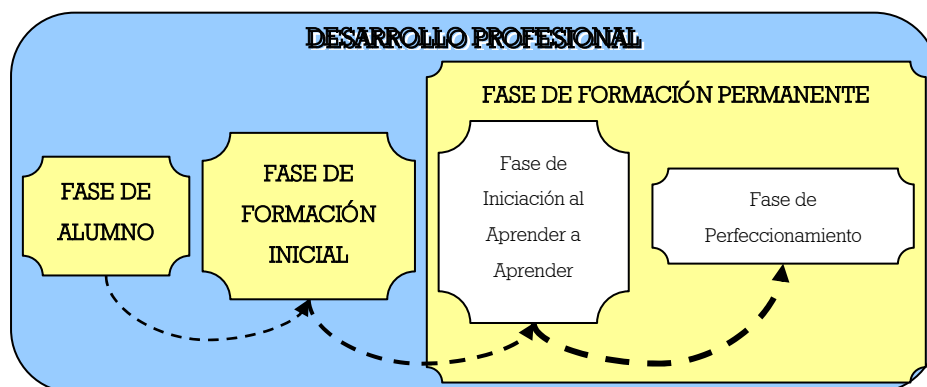 DESARROLLO PROFESIONAL
FASE DE FORMACIÓN PERMANENTE
FASE DE
ALUMNO
FASE DE
FORMACIÓN
INICIAL
Fase de
Iniciación al
Aprender a
Aprender
Fase de
Perfeccionamiento